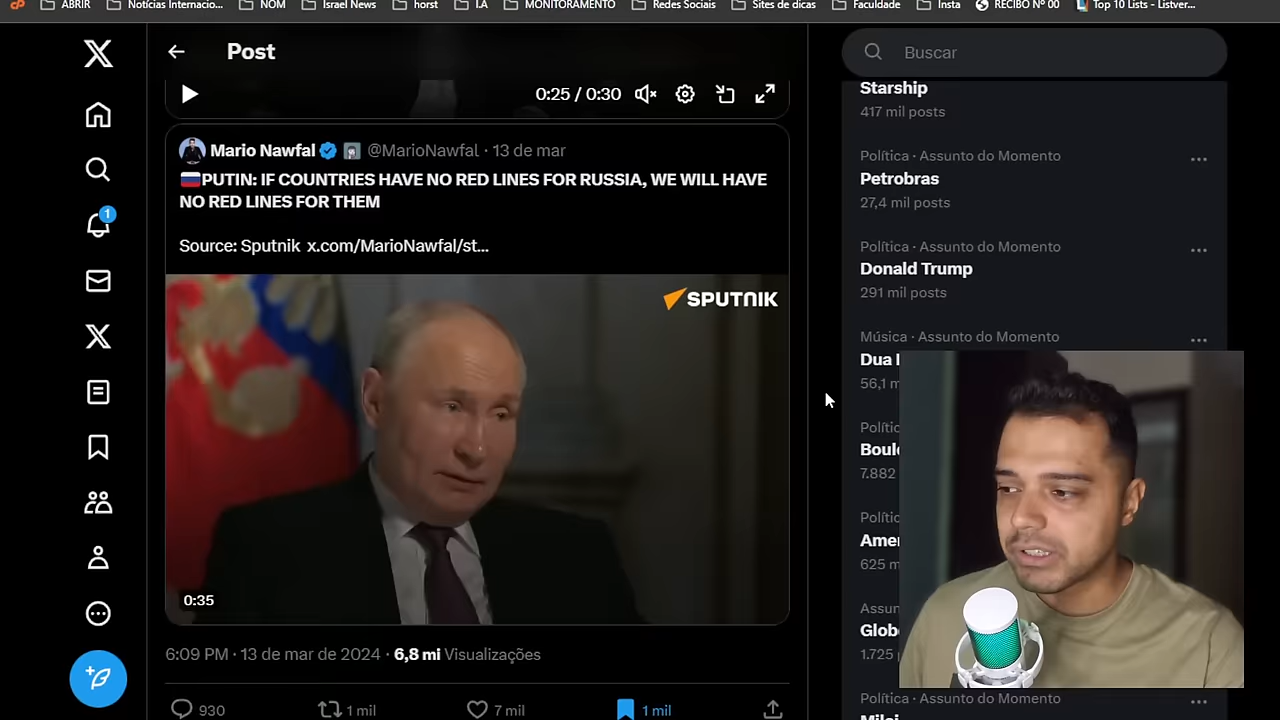 ABRIR Notícias Internacio... NOM Israel News horst I.A MONITORAMENTO Redes Sociais Sites de dicas Faculdade Insta RECIBO Nº 00 Top 10 Lists - Listver...
Post
0:25 / 0:30
Mario Nawfal @MarioNawfal · 13 de mar
PUTIN: IF COUNTRIES HAVE NO RED LINES FOR RUSSIA, WE WILL HAVE
NO RED LINES FOR THEM
Source: Sputnik x.com/MarioNawfal/st...
SPUTNIK
0:35
6:09 PM · 13 de mar de 2024 · 6,8 mi Visualizações
930 1 mil 7 mil 1 mil
1
Buscar
Starship
417 mil posts
Política · Assunto do Momento
Petrobras
27,4 mil posts
Política · Assunto do Momento
Donald Trump
291 mil posts
Música · Assunto do Momento
Dua
56,1
Boul
7.882
Amer
625
Assun
Glob
1.725
Política · Assunto do Momento
Milei